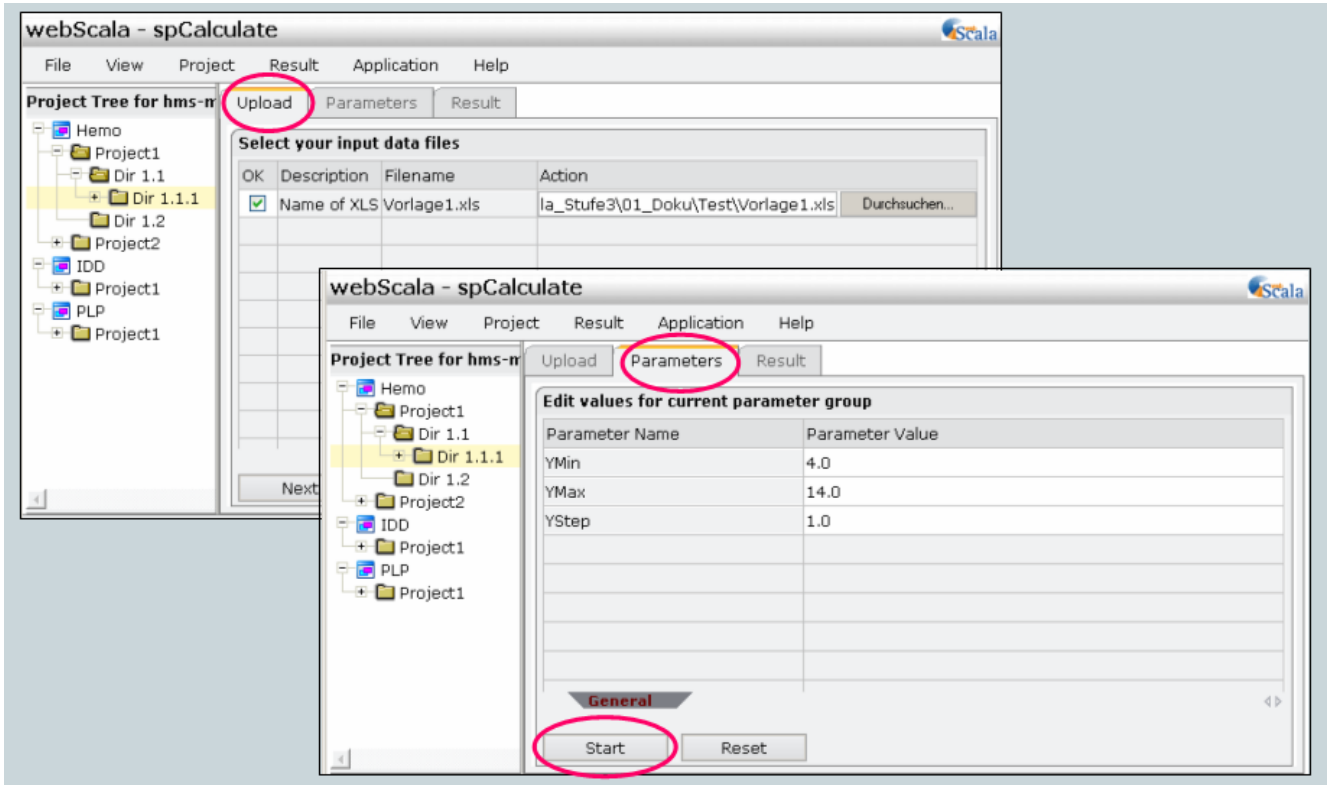 webScala - spCalculate
Scala
File View Project Result Application Help
Project Tree for hms-m
Upload Parameters Result
Hemo
Project1
Dir 1.1
Dir 1.1.1
Dir 1.2
Project2
IDD
Project1
PLP
Project1
Select your input data files
OK Description Filename Action
Name of XLS Vorlage1.xls la_Stufe3\01_Doku\Test\Vorlage1.xls Durchsuchen...
Next
webScala - spCalculate
Scala
File View Project Result Application Help
Project Tree for hms-m
Upload Parameters Result
Hemo
Project1
Dir 1.1
Dir 1.1.1
Dir 1.2
Project2
IDD
Project1
PLP
Project1
Edit values for current parameter group
Parameter Name Parameter Value
YMin 4.0
YMax 14.0
YStep 1.0
General
Start Reset